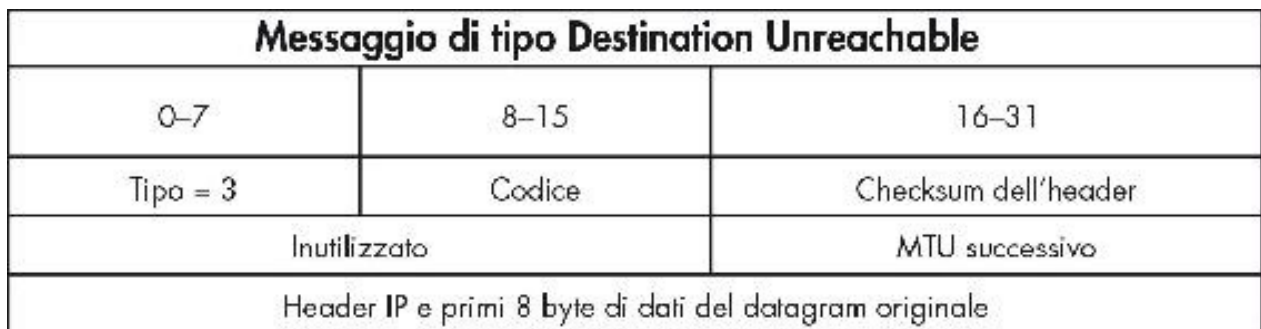 Messaggio di tipo Destination Unreachable
0–7 8–15 16–31
Tipo = 3 Codice Checksum dell'header
Inutilizzato MTU successivo
Header IP e primi 8 byte di dati del datagram originale